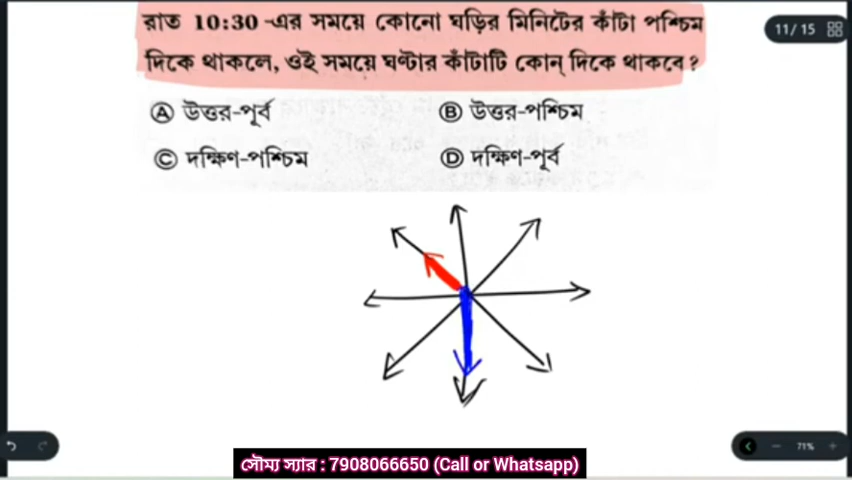 রাত 10:30 -এর সময়ে কোনো ঘড়ির মিনিটের কাঁটা পশ্চিম
দিকে থাকলে, ওই সময়ে ঘণ্টার কাঁটাটি কোন্ দিকে থাকবে?
Ⓐ উত্তর-পূর্ব Ⓑ উত্তর-পশ্চিম
Ⓒ দক্ষিণ-পশ্চিম Ⓓ দক্ষিণ-পূর্ব
11/15
71%
সৌম্য স্যার : 7908066650 (Call or Whatsapp)